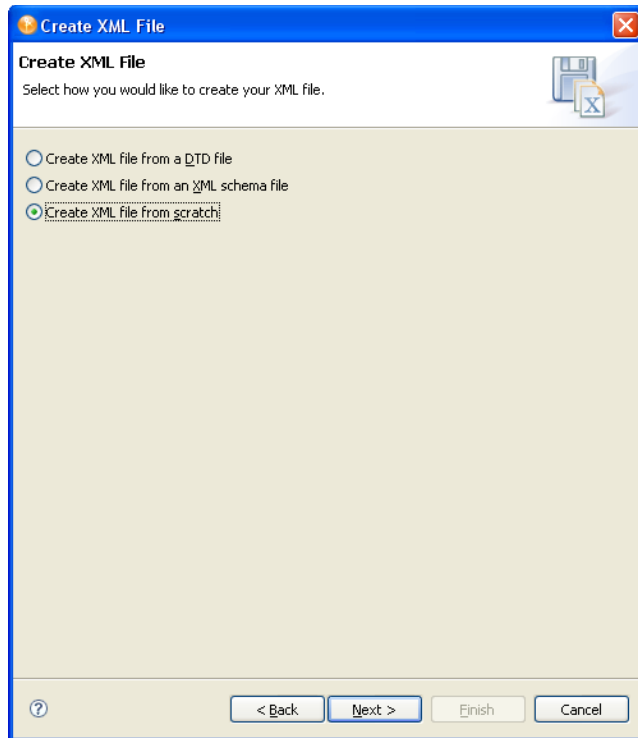 Create XML File
Create XML File
Select how you would like to create your XML file.
X
Create XML file from a DTD file
Create XML file from an XML schema file
Create XML file from scratch
?
< Back
Next >
Finish
Cancel